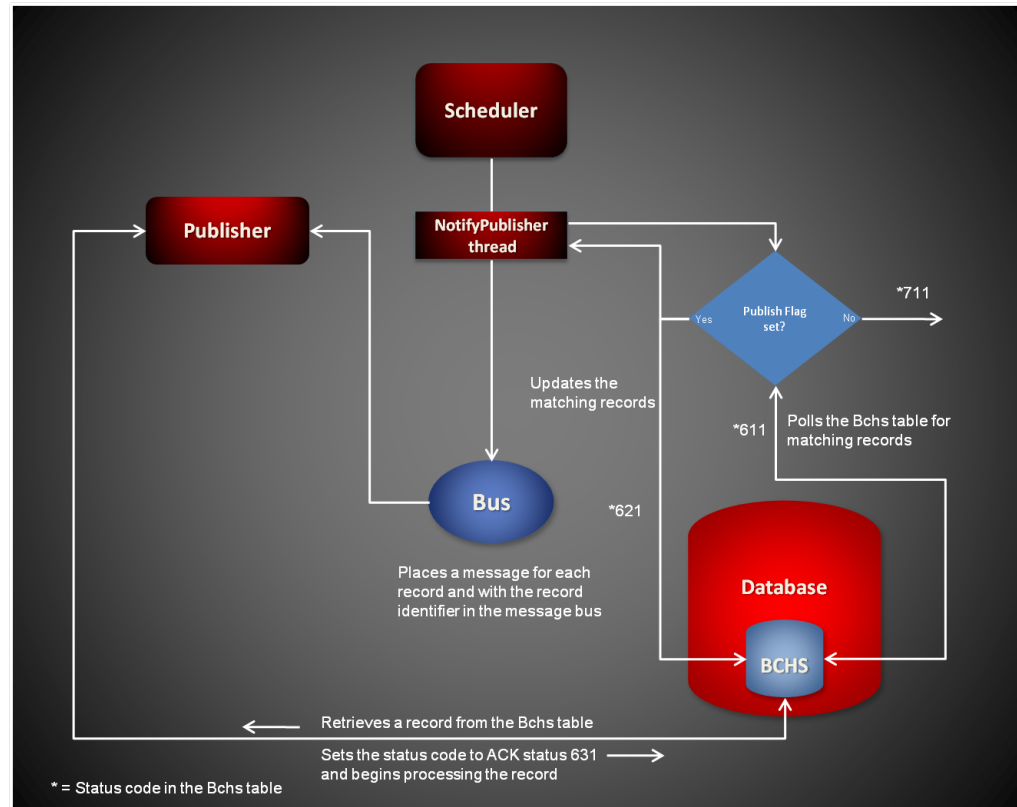 Scheduler
Publisher
NotifyPublisher
thread
Publish Flag
set?
Yes
No
*711
Updates the
matching records
*611
Polls the Bchs table for
matching records
Bus
*621
Places a message for each
record and with the record
identifier in the message bus
Database
BCHS
Retrieves a record from the Bchs table
Sets the status code to ACK status 631
and begins processing the record
* = Status code in the Bchs table